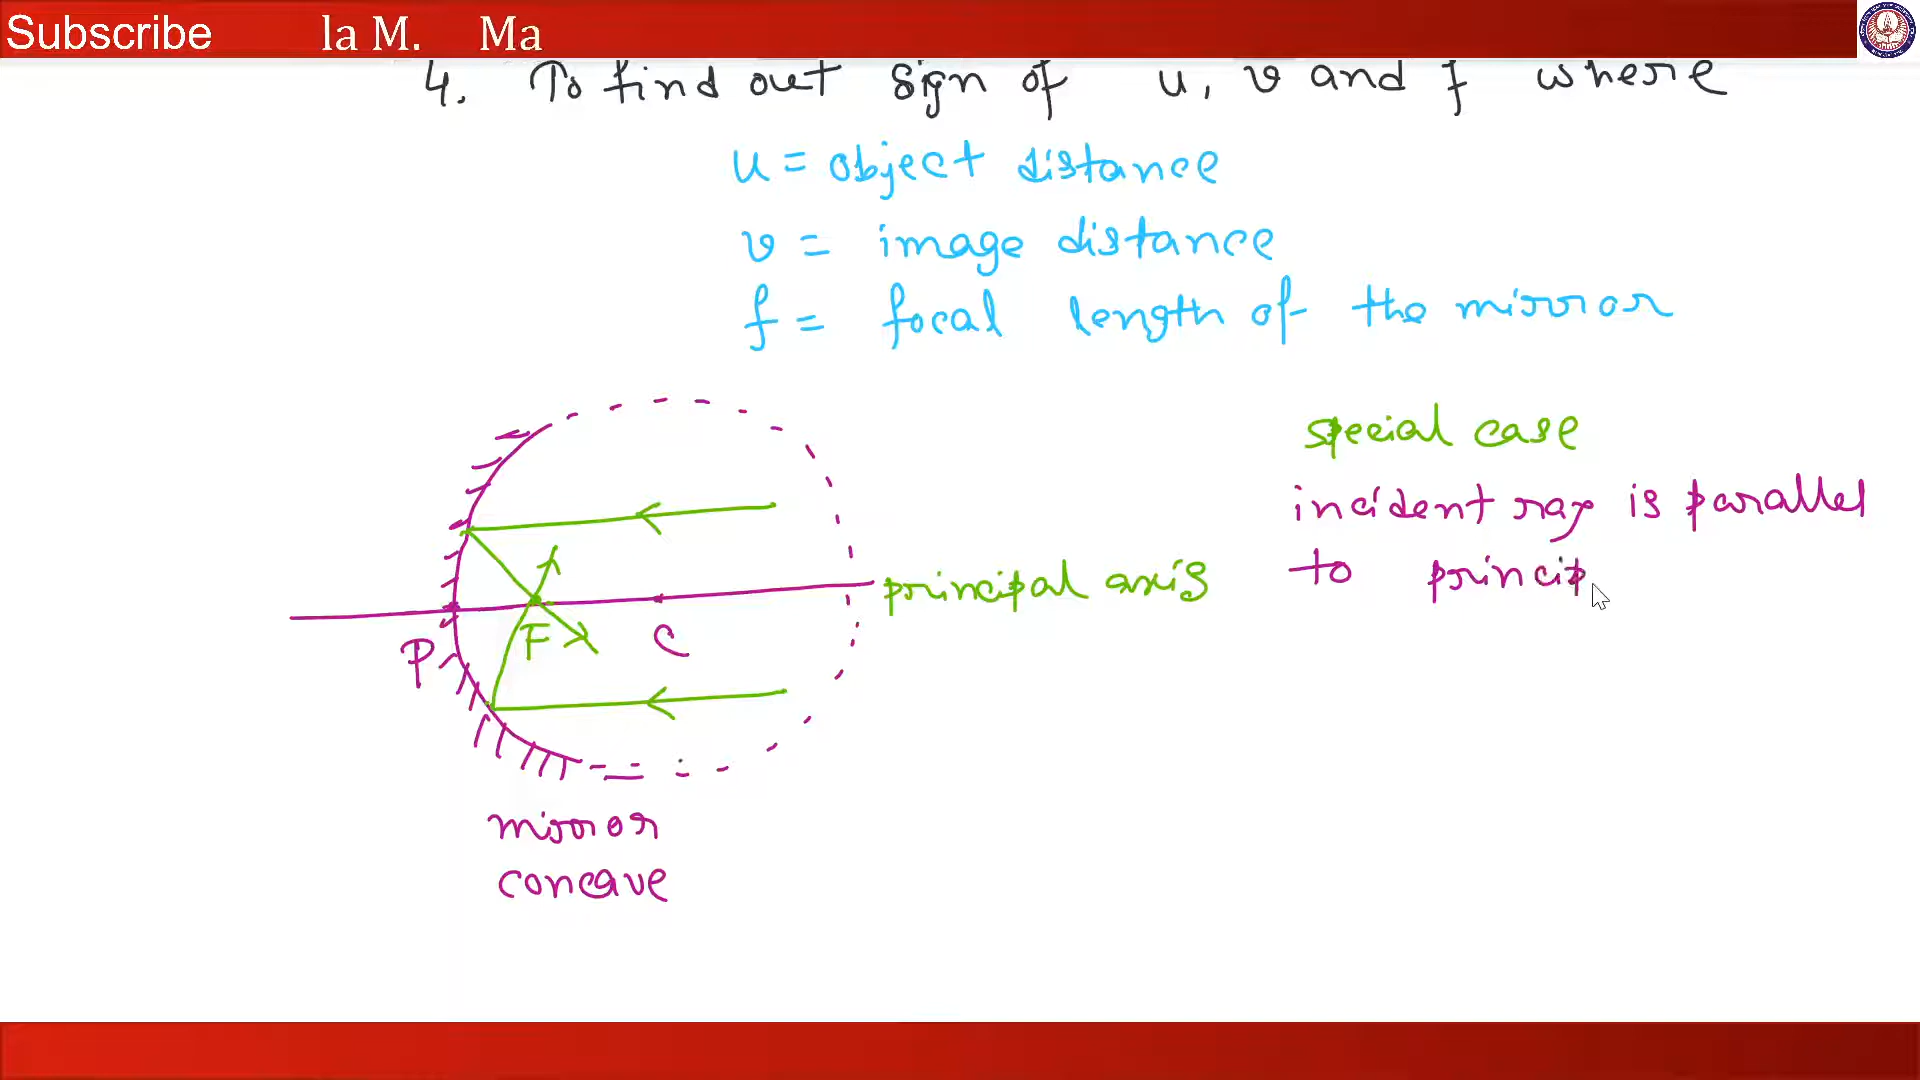 Subscribe la M. Ma
4. To find out sign of u, v and f where
u = object distance
v = image distance
f = focal length of the mirror
special case
incident ray is parallel
to princip
principal axis
P F C
mirror
concave